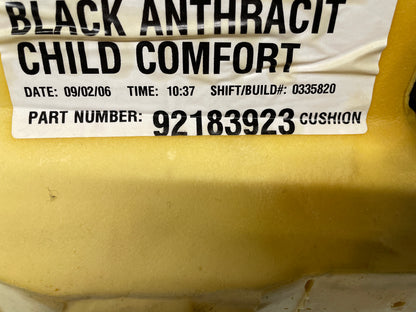 BLACK ANTHRACIT
CHILD COMFORT
DATE: 09/02/06 TIME: 10:37 SHIFT/BUILD#: 0335820
PART NUMBER: 92183923 CUSHION